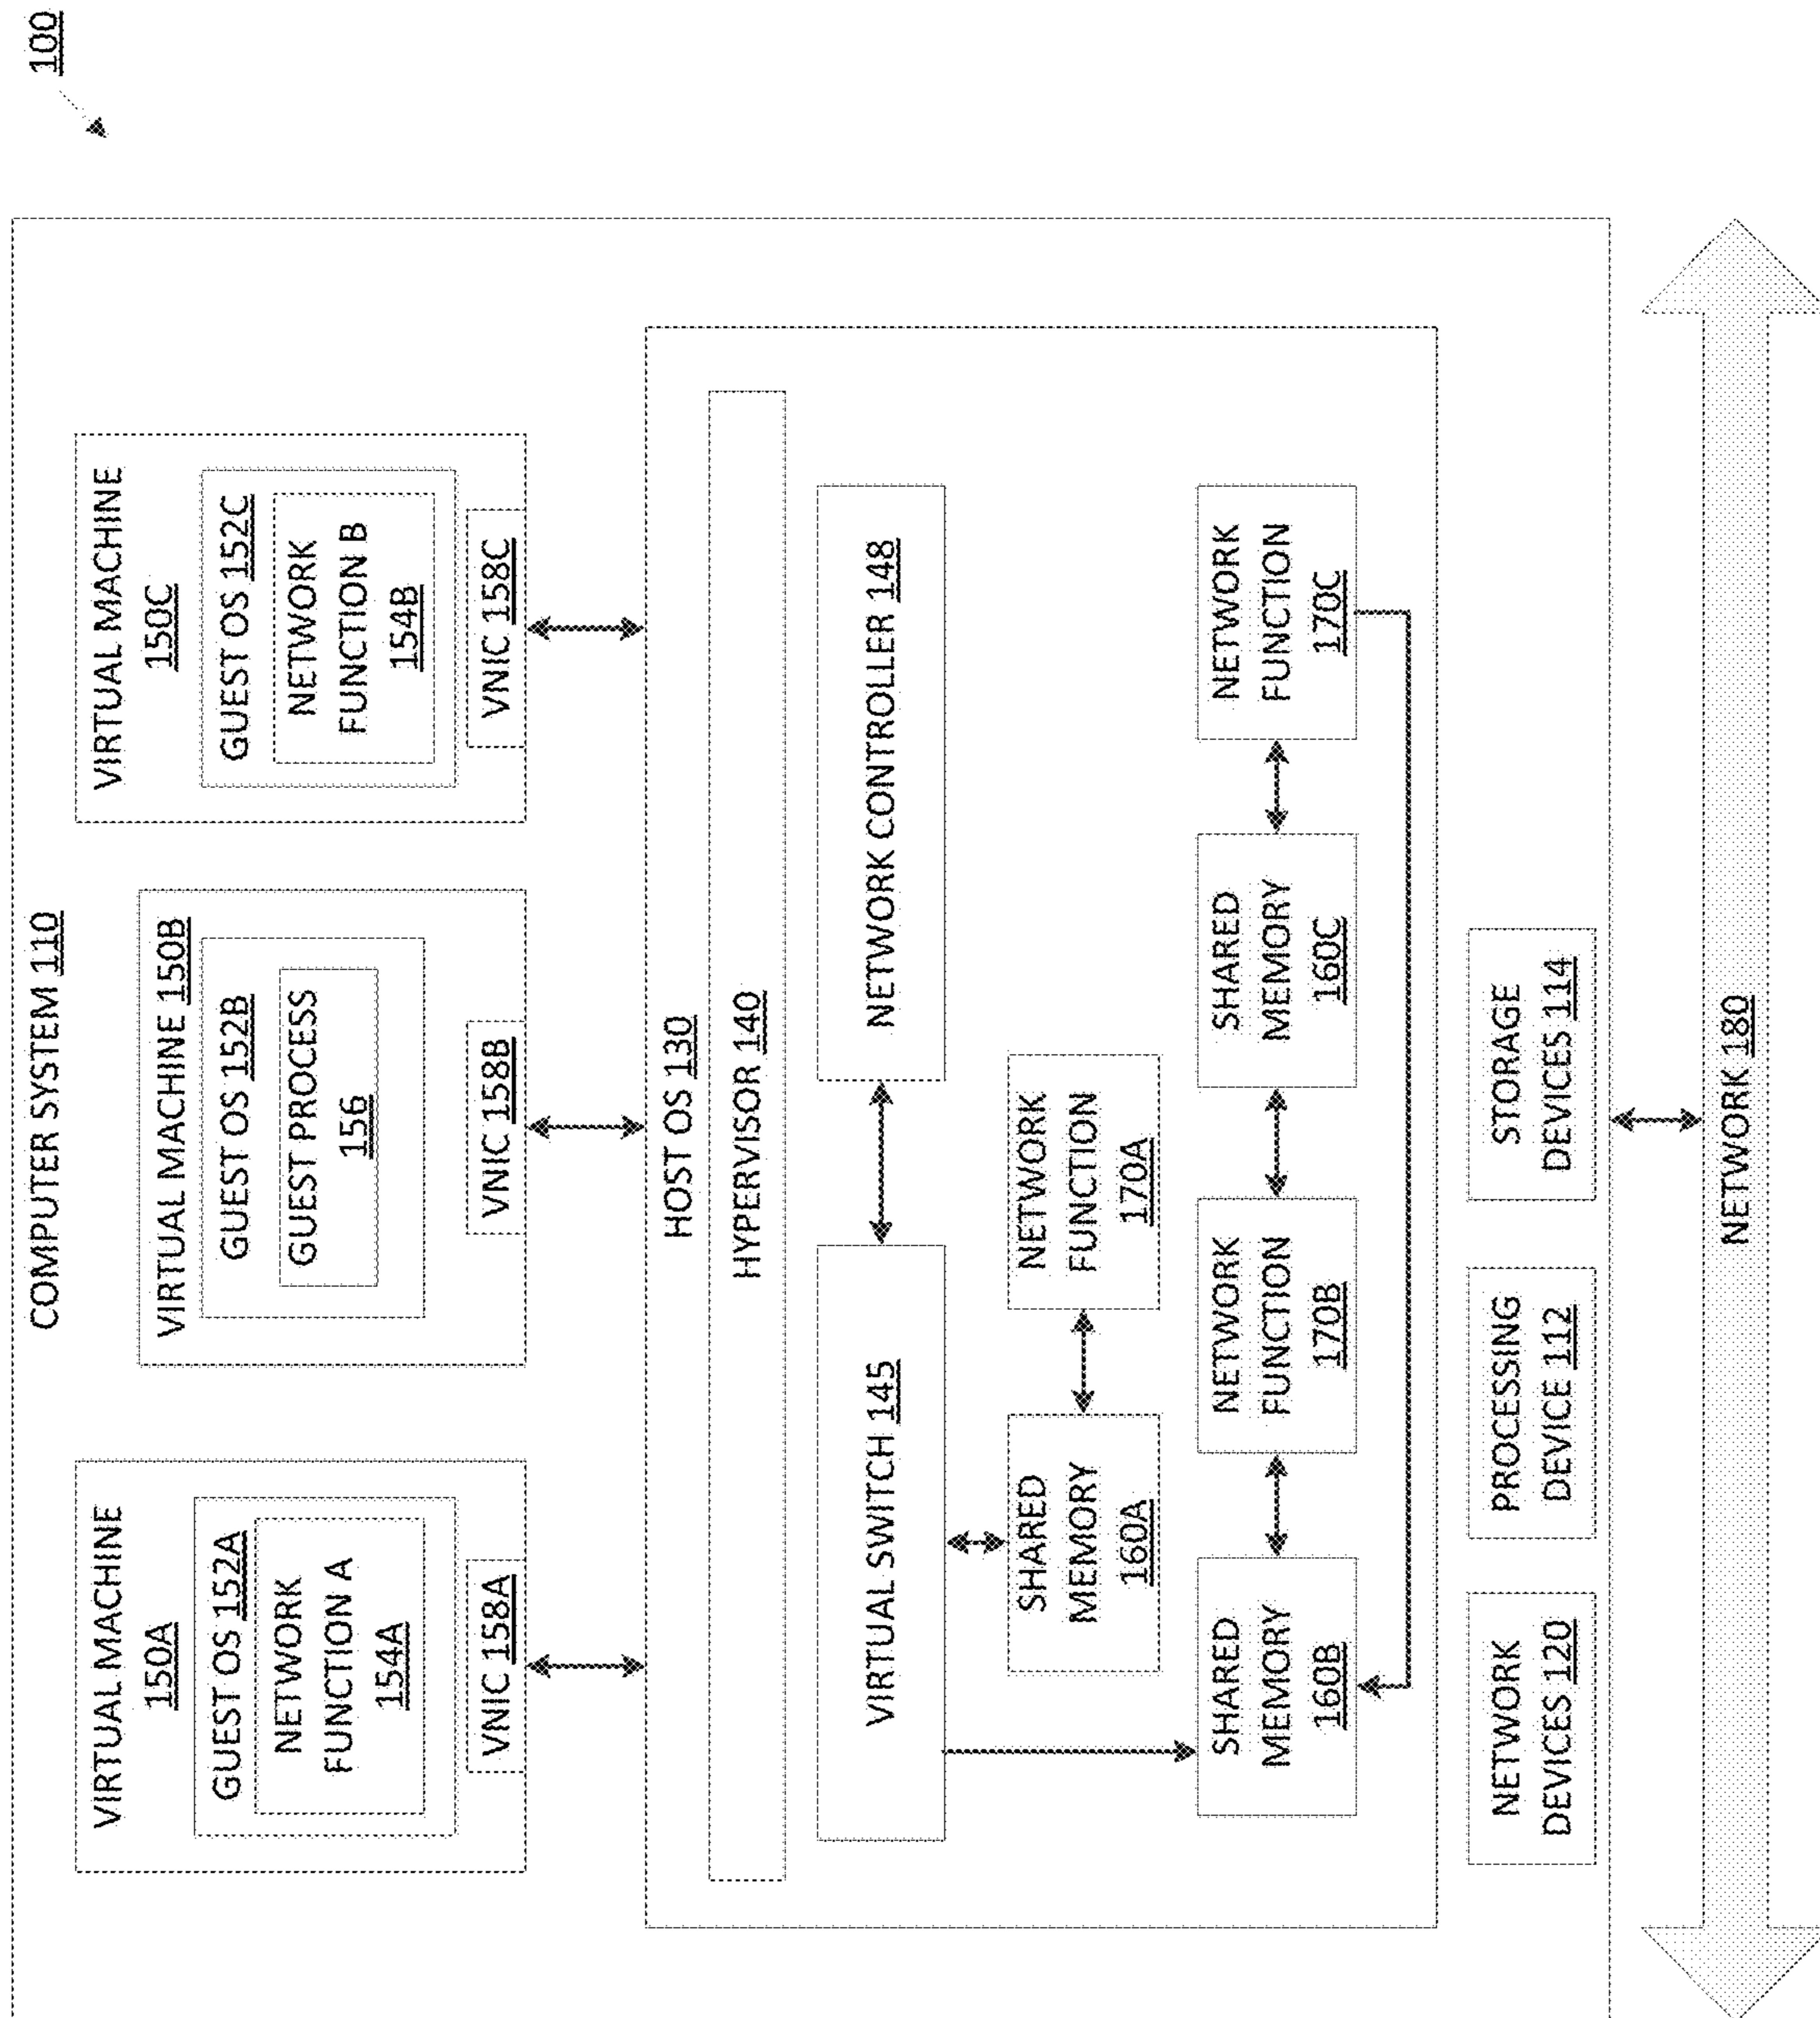 100
COMPUTER SYSTEM 110
VIRTUAL MACHINE
150A
GUEST OS 152A
NETWORK
FUNCTION A
154A
VNIC 158A
VIRTUAL MACHINE 150B
GUEST OS 152B
GUEST PROCESS
156
VNIC 158B
VIRTUAL MACHINE
150C
GUEST OS 152C
NETWORK
FUNCTION B
154B
VNIC 158C
HOST OS 130
HYPERVISOR 140
VIRTUAL SWITCH 145
NETWORK CONTROLLER 148
SHARED
MEMORY
160A
NETWORK
FUNCTION
170A
SHARED
MEMORY
160B
NETWORK
FUNCTION
170B
SHARED
MEMORY
160C
NETWORK
FUNCTION
170C
NETWORK
DEVICES 120
PROCESSING
DEVICE 112
STORAGE
DEVICES 114
NETWORK 180